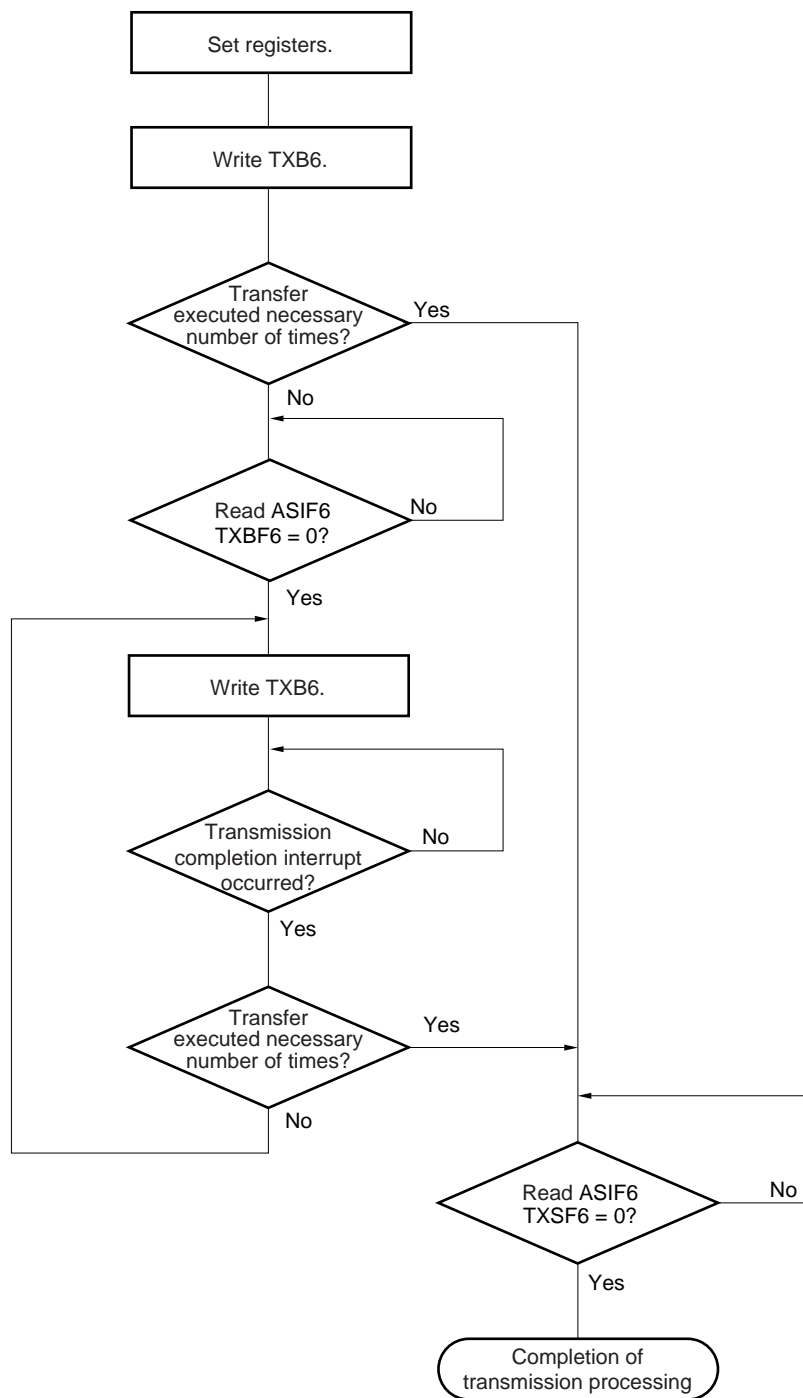 Set registers.
Write TXB6.
Transfer
executed necessary
number of times?
Yes
No
Read ASIF6
TXBF6 = 0?
No
Yes
Write TXB6.
Transmission
completion interrupt
occurred?
No
Yes
Transfer
executed necessary
number of times?
Yes
No
Read ASIF6
TXSF6 = 0?
No
Yes
Completion of
transmission processing